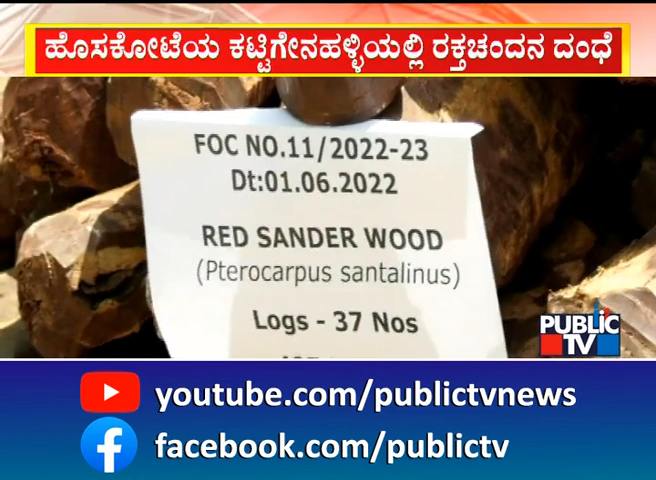 ಹೊಸಕೋಟೆಯ ಕಟ್ಟಿಗೇನಹಳ್ಳಿಯಲ್ಲಿ ರಕ್ತಚಂದನ ದಂಧೆ
FOC NO.11/2022-23
Dt:01.06.2022
RED SANDER WOOD
(Pterocarpus santalinus)
Logs - 37 Nos
PUBLIC
TV
youtube.com/publictvnews
facebook.com/publictv